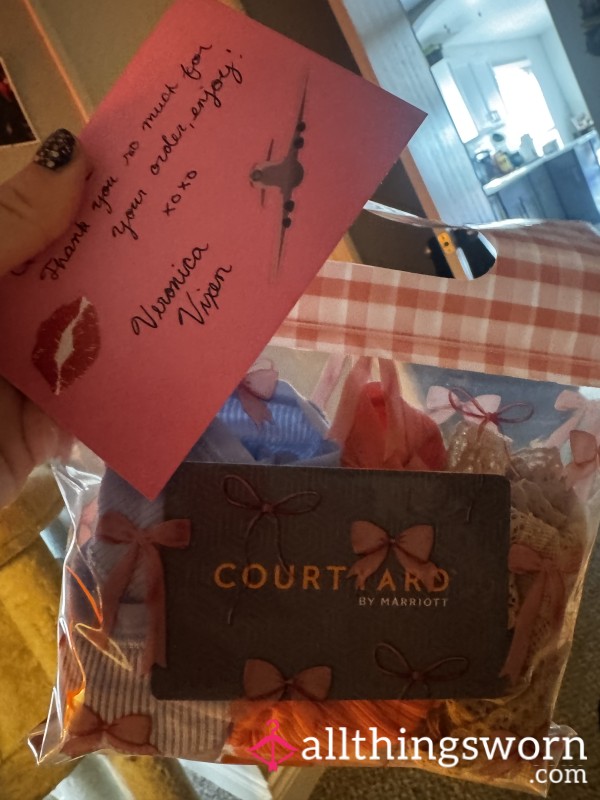 Thank you so much for
your order, enjoy!
xoxo
Veronica
Vixen
COURTYARD
BY MARRIOTT
allthingsworn
.com